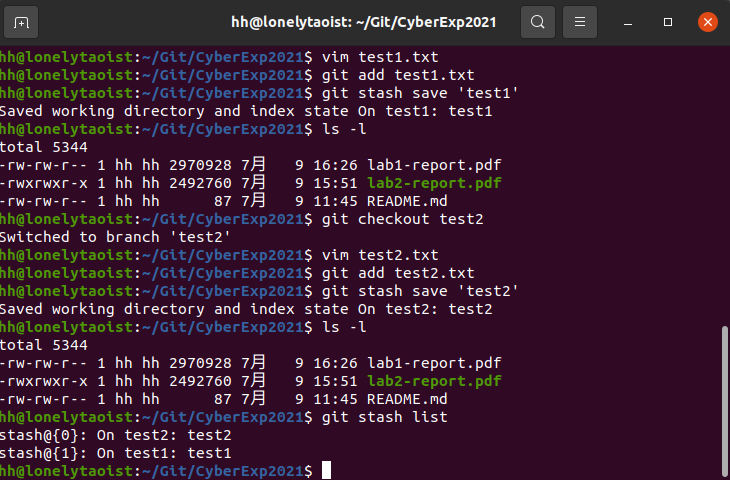 hh@lonelytaoist: ~/Git/CyberExp2021
hh@lonelytaoist:~/Git/CyberExp2021$ vim test1.txt
hh@lonelytaoist:~/Git/CyberExp2021$ git add test1.txt
hh@lonelytaoist:~/Git/CyberExp2021$ git stash save 'test1'
Saved working directory and index state On test1: test1
hh@lonelytaoist:~/Git/CyberExp2021$ ls -l
total 5344
-rw-rw-r-- 1 hh hh 2970928 7月   9 16:26 lab1-report.pdf
-rwxrwxr-x 1 hh hh 2492760 7月   9 15:51 lab2-report.pdf
-rw-rw-r-- 1 hh hh      87 7月   9 11:45 README.md
hh@lonelytaoist:~/Git/CyberExp2021$ git checkout test2
Switched to branch 'test2'
hh@lonelytaoist:~/Git/CyberExp2021$ vim test2.txt
hh@lonelytaoist:~/Git/CyberExp2021$ git add test2.txt
hh@lonelytaoist:~/Git/CyberExp2021$ git stash save 'test2'
Saved working directory and index state On test2: test2
hh@lonelytaoist:~/Git/CyberExp2021$ ls -l
total 5344
-rw-rw-r-- 1 hh hh 2970928 7月   9 16:26 lab1-report.pdf
-rwxrwxr-x 1 hh hh 2492760 7月   9 15:51 lab2-report.pdf
-rw-rw-r-- 1 hh hh      87 7月   9 11:45 README.md
hh@lonelytaoist:~/Git/CyberExp2021$ git stash list
stash@{0}: On test2: test2
stash@{1}: On test1: test1
hh@lonelytaoist:~/Git/CyberExp2021$